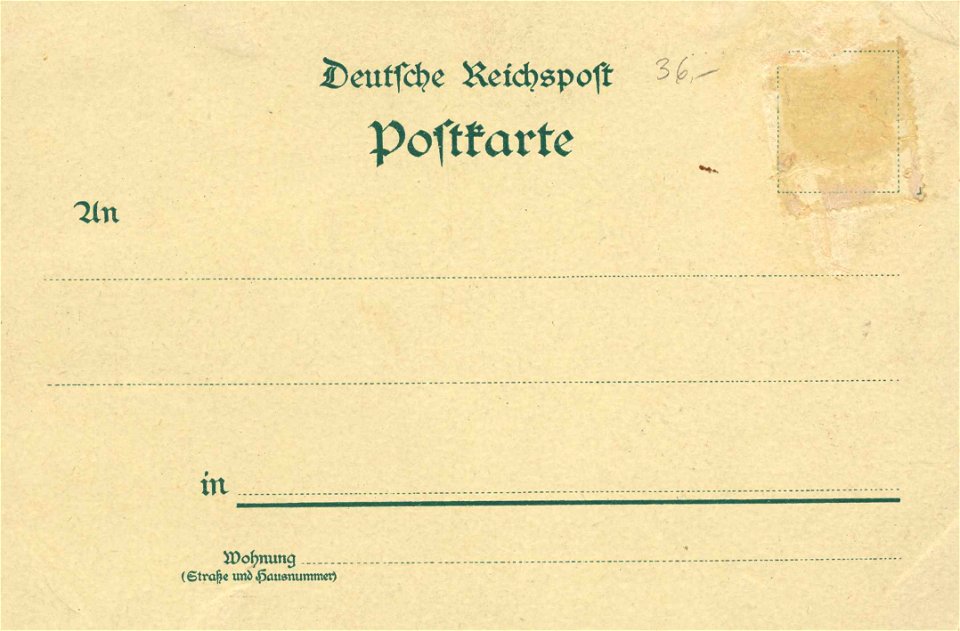 Deutſche Reichspoſt
36,-
Poſtkarte
An
in
Wohnung
(Straße und Hausnummer)